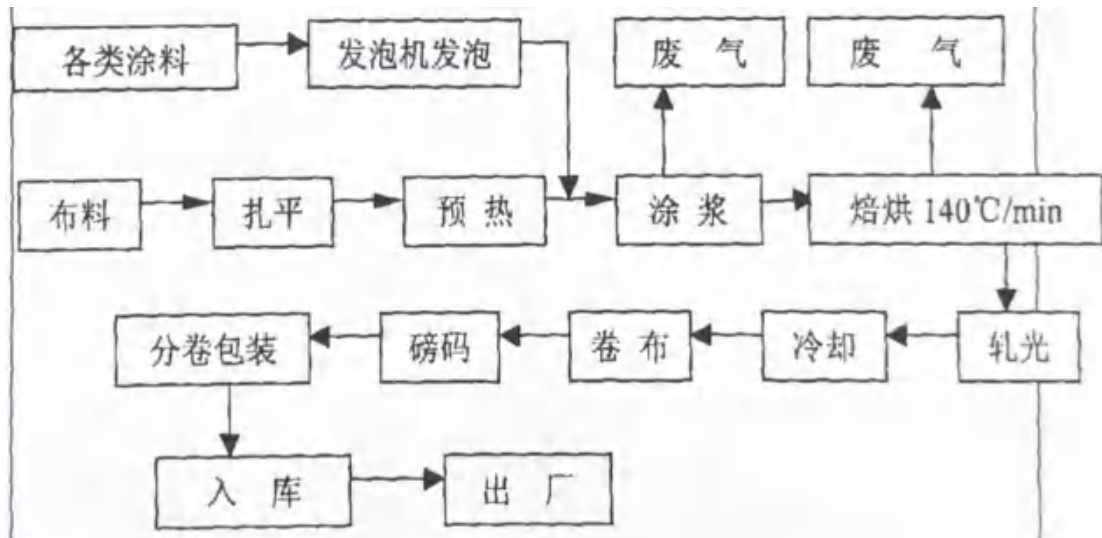 各类涂料 发泡机发泡 废 气 废 气
布料 扎平 预 热 涂 浆 焙烘 140℃/min
分卷包装 磅码 卷 布 冷却 轧光
入 库 出 厂